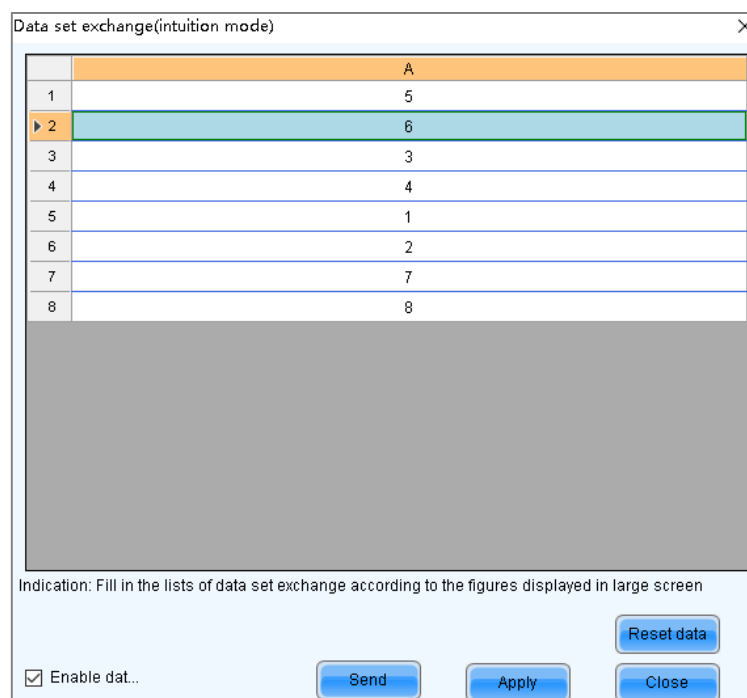 Data set exchange(intuition mode)
A
1 5
2 6
3 3
4 4
5 1
6 2
7 7
8 8
Indication: Fill in the lists of data set exchange according to the figures displayed in large screen
Reset data
Enable dat... Send Apply Close